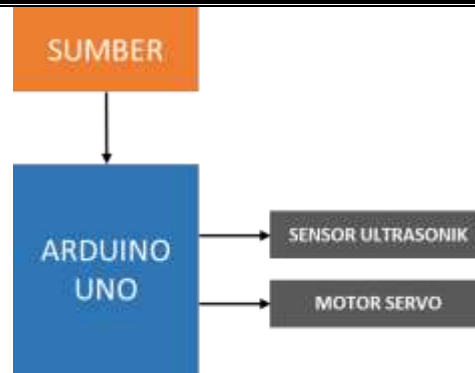 SUMBER
ARDUINO
UNO
SENSOR ULTRASONIK
MOTOR SERVO